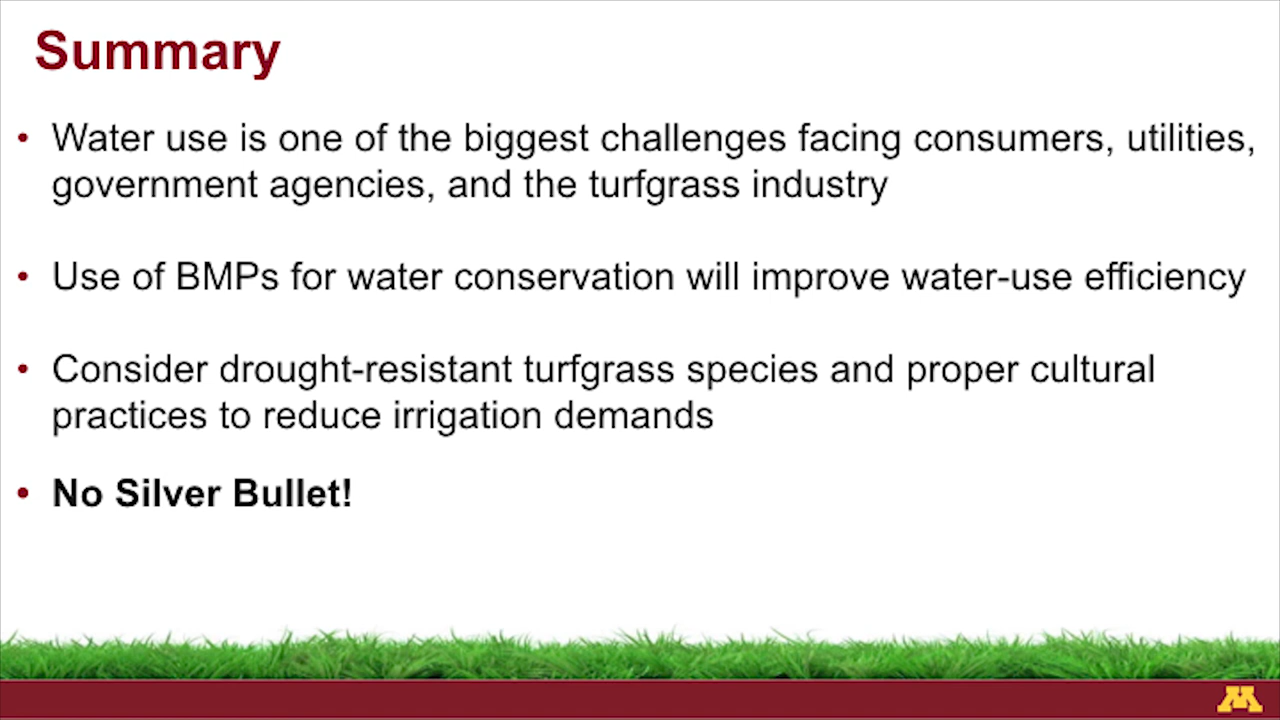 Summary
• Water use is one of the biggest challenges facing consumers, utilities,
government agencies, and the turfgrass industry
• Use of BMPs for water conservation will improve water-use efficiency
• Consider drought-resistant turfgrass species and proper cultural
practices to reduce irrigation demands
• No Silver Bullet!
M